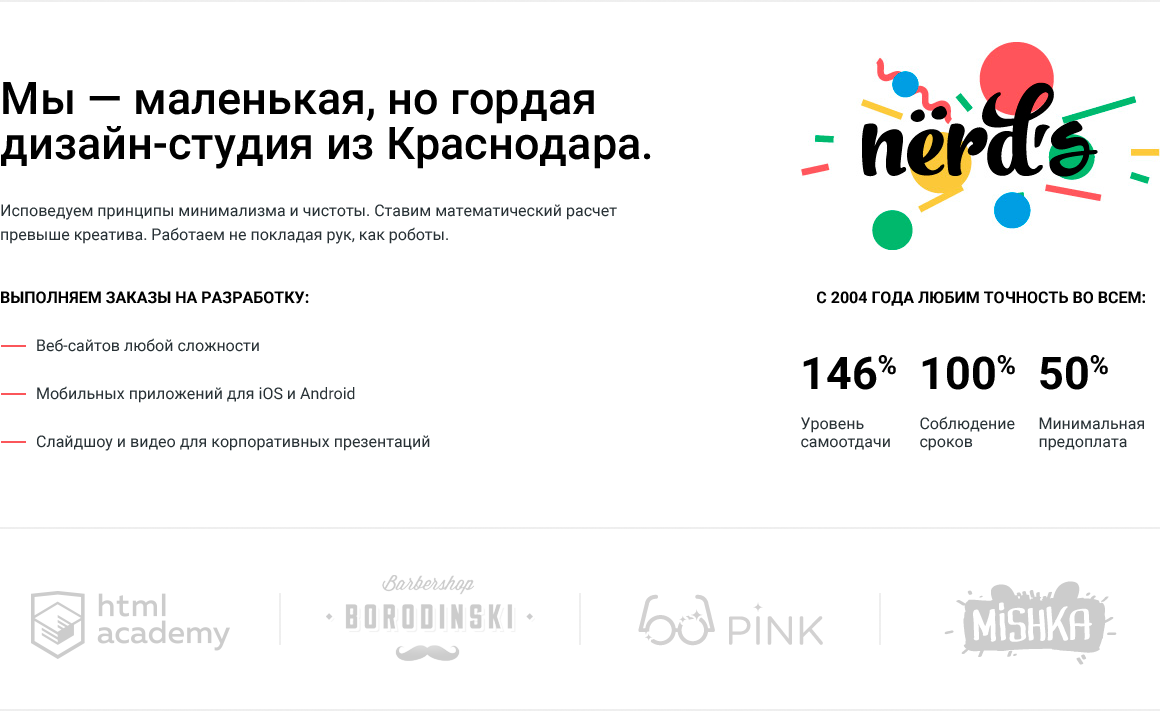 Мы — маленькая, но гордая
дизайн-студия из Краснодара.
nёrd's
Исповедуем принципы минимализма и чистоты. Ставим математический расчет
превыше креатива. Работаем не покладая рук, как роботы.
ВЫПОЛНЯЕМ ЗАКАЗЫ НА РАЗРАБОТКУ:
Веб-сайтов любой сложности
Мобильных приложений для iOS и Android
Слайдшоу и видео для корпоративных презентаций
С 2004 ГОДА ЛЮБИМ ТОЧНОСТЬ ВО ВСЕМ:
146% 100% 50%
Уровень Соблюдение Минимальная
самоотдачи сроков предоплата
html
academy
Barbershop
BORODINSKI
PINK
MiSHKA